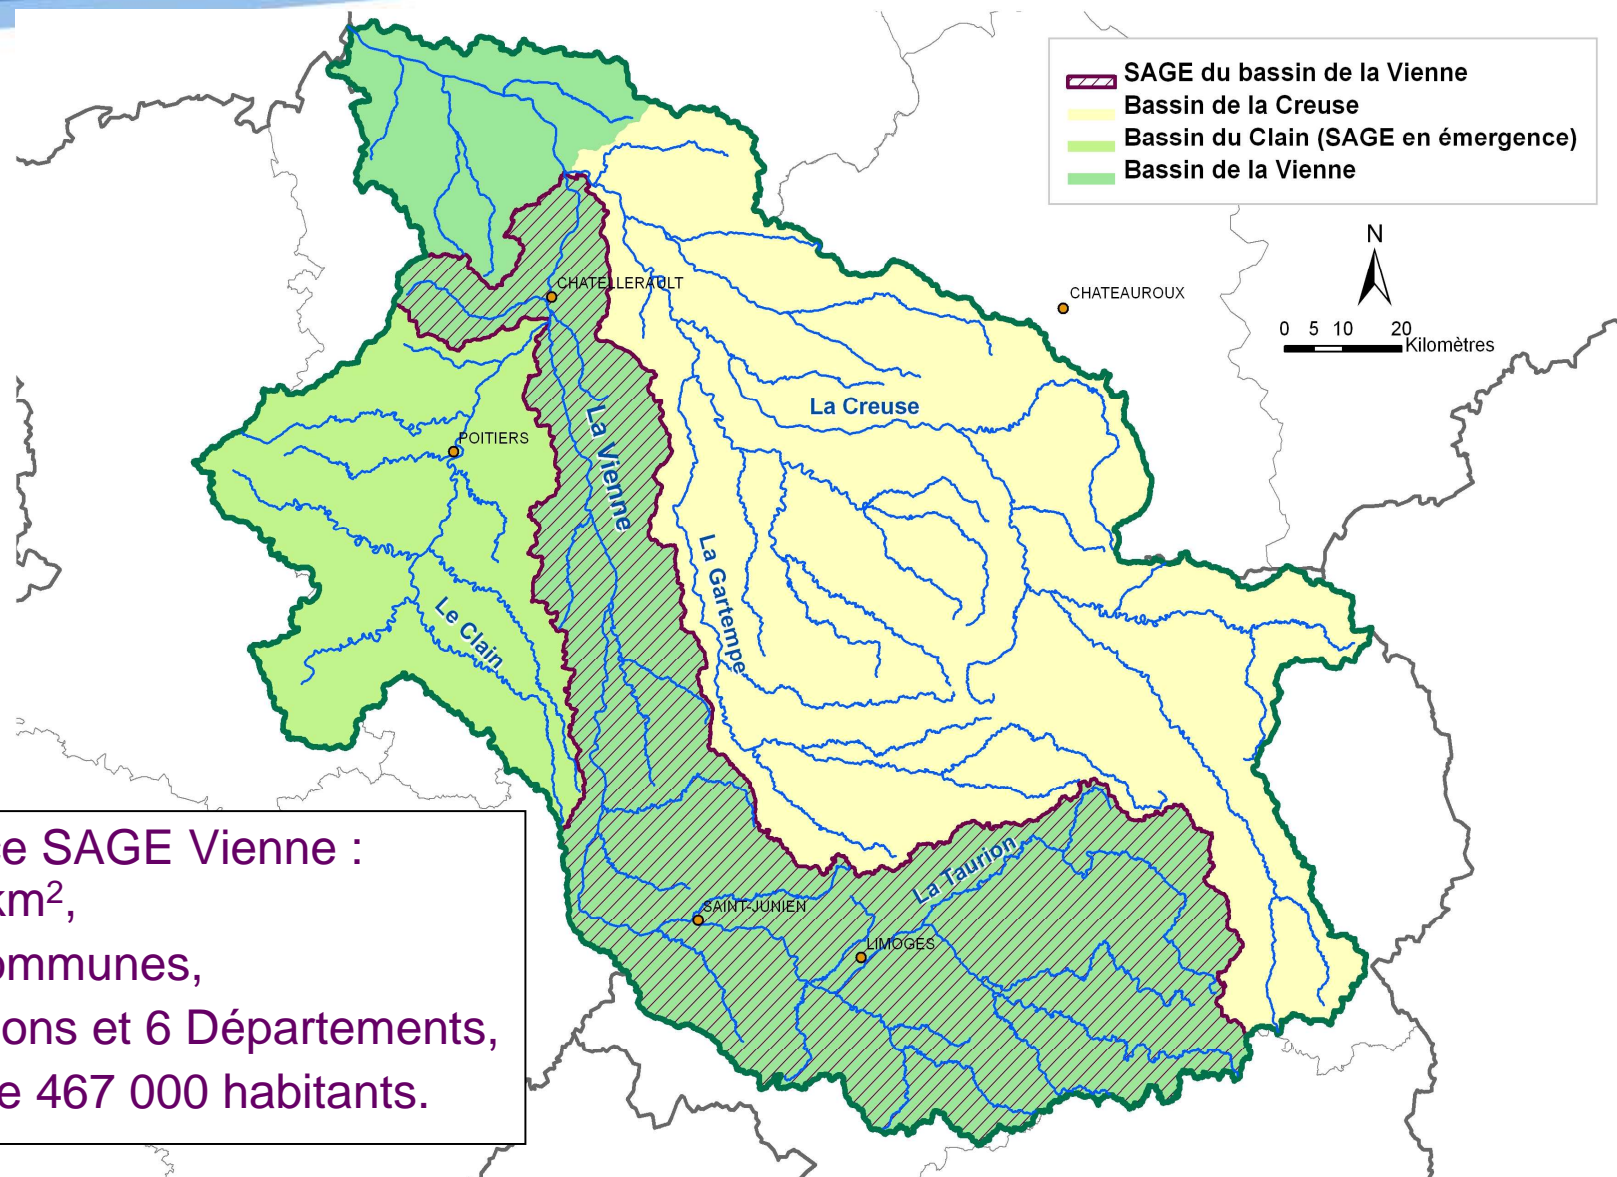 SAGE du bassin de la Vienne
Bassin de la Creuse
Bassin du Clain (SAGE en émergence)
Bassin de la Vienne
N
0 5 10 20
Kilomètres
CHATELLERAULT
CHATEAUROUX
La Creuse
La Vienne
POITIERS
La Gartempe
Le Clain
La Taurion
SAINT-JUNIEN
LIMOGES
SAGE Vienne :
km²,
et 6 Départements,
467 000 habitants.